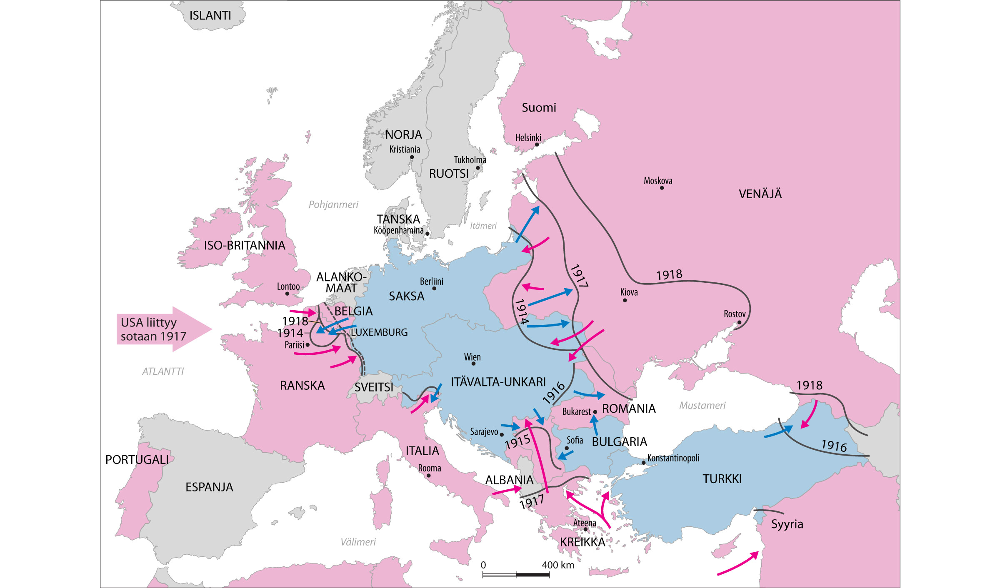 ISLANTI
Suomi
NORJA
Helsinki
Kristiania
Tukholma
RUOTSI
Moskova
VENÄJÄ
Pohjanmeri
TANSKA
Kööpenhamina
Itämeri
ISO-BRITANNIA
ALANKO-
MAAT
Lontoo
Berliini
SAKSA
1917
1918
Kiova
Rostov
BELGIA
1914
USA liittyy
sotaan 1917
1918
1914
LUXEMBURG
Pariisi
Wien
ATLANTTI
RANSKA
SVEITSI
ITÄVALTA-UNKARI
1916
1918
Mustameri
ROMANIA
Bukarest
Sarajevo
1915
Sofia
BULGARIA
1916
ITALIA
PORTUGALI
Konstantinopoli
Rooma
ALBANIA
TURKKI
ESPANJA
1917
Ateena
Syyria
Välimeri
KREIKKA
0 400 km